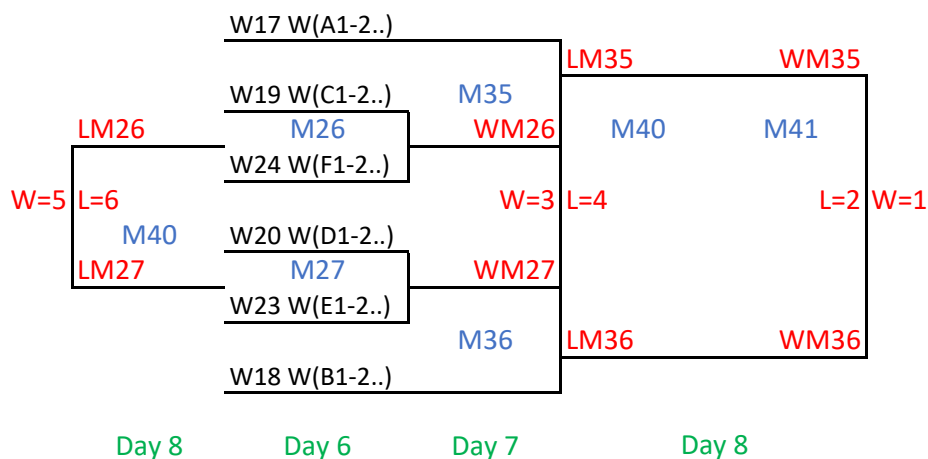 W17 W(A1-2..)
LM35 WM35
W19 W(C1-2..) M35
LM26 M26 WM26 M40 M41
W24 W(F1-2..)
W=5 L=6 W=3 L=4 L=2 W=1
M40 W20 W(D1-2..)
LM27 M27 WM27
W23 W(E1-2..)
M36 LM36 WM36
W18 W(B1-2..)
Day 8 Day 6 Day 7 Day 8